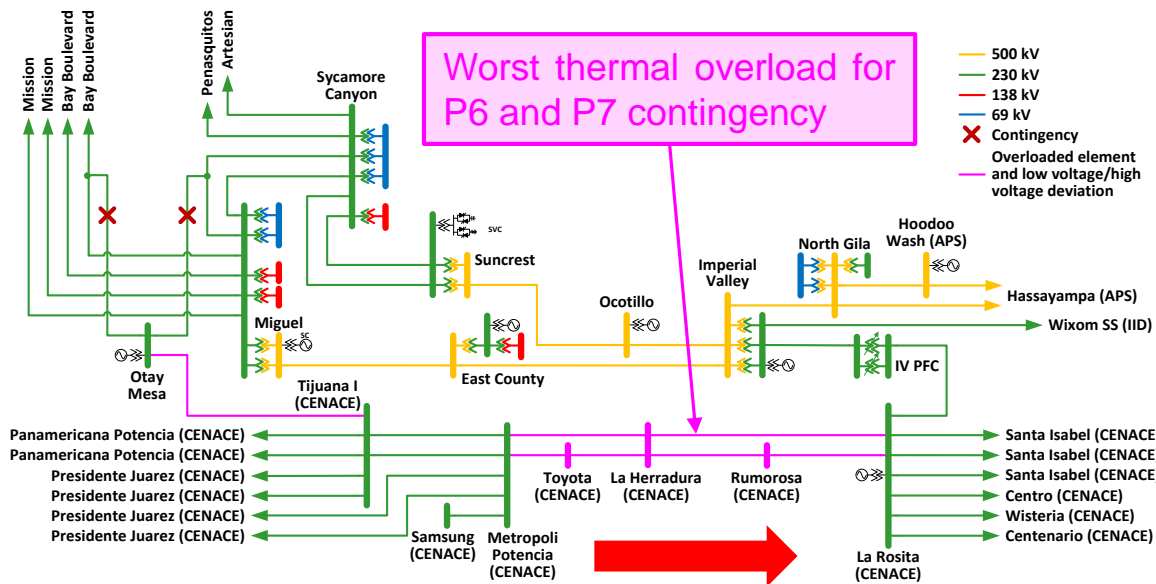 Mission
Mission
Bay Boulevard
Bay Boulevard
Penasquitos
Artesian
Sycamore
Canyon
Worst thermal overload for
P6 and P7 contingency
500 kV
230 kV
138 kV
69 kV
Contingency
Overloaded element
and low voltage/high
voltage deviation
SVC
Suncrest
Ocotillo
Imperial
Valley
North Gila
Hoodoo
Wash (APS)
Hassayampa (APS)
Wixom SS (IID)
IV PFC
Miguel
SC
East County
Otay
Mesa
Tijuana I
(CENACE)
Panamericana Potencia (CENACE)
Panamericana Potencia (CENACE)
Presidente Juarez (CENACE)
Presidente Juarez (CENACE)
Presidente Juarez (CENACE)
Presidente Juarez (CENACE)
Samsung
(CENACE)
Metropoli
Potencia
(CENACE)
Toyota
(CENACE)
La Herradura
(CENACE)
Rumorosa
(CENACE)
La Rosita
(CENACE)
Santa Isabel (CENACE
Santa Isabel (CENACE
Santa Isabel (CENACE
Centro (CENACE)
Wisteria (CENACE)
Centenario (CENACE)